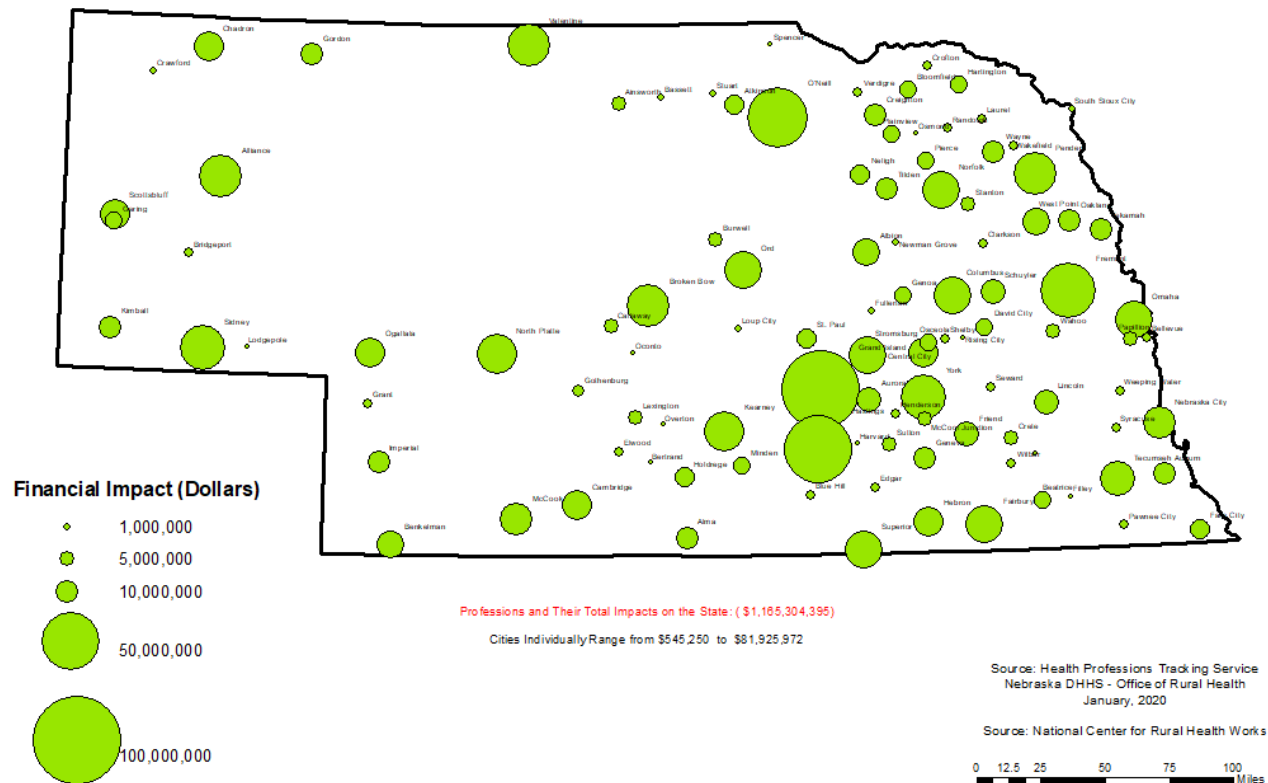 Valentine
Chadron
Gordon
Spencer
Crawford
Crofton
Hartington
Bloomfield
Verdigre
O'Neill
Stuart
Bassett
Ainsworth
Atkinson
Creighton
South Sioux City
Laurel
Plainview
Osmond
Randolph
Wayne
Wakefield
Pender
Pierce
Alliance
Neligh
Norfolk
Tilden
Stanton
Scottsbluff
Gering
West Point
Oakland
Tekamah
Burwell
Albion
Newman Grove
Clarkson
Bridgeport
Ord
Fremont
Columbus
Schuyler
Genoa
Broken Bow
Omaha
Fullerton
David City
Wahoo
Papillion
Bellevue
Kimball
Sidney
Lodgepole
Ogallala
North Platte
Callaway
Loup City
St. Paul
Stromsburg
Osceola
Shelby
Rising City
Oconto
Grand Island
Central City
York
Seward
Weeping Water
Gothenburg
Aurora
Lincoln
Nebraska City
Grant
Lexington
Overton
Kearney
Hastings
Henderson
McCool Junction
Friend
Syracuse
Crete
Harvard
Sutton
Geneva
Imperial
Elwood
Bertrand
Holdrege
Minden
Wilber
Tecumseh
Auburn
Blue Hill
Edgar
Beatrice
Filley
McCook
Cambridge
Hebron
Fairbury
Pawnee City
Falls City
Benkelman
Alma
Superior
Financial Impact (Dollars)
1,000,000
5,000,000
10,000,000
50,000,000
100,000,000
Professions and Their Total Impacts on the State: ( $1,165,304,395)
Cities Individually Range from $545,250 to $81,925,972
Source: Health Professions Tracking Service
Nebraska DHHS - Office of Rural Health
January, 2020
Source: National Center for Rural Health Works
0 12.5 25 50 75 100
Miles